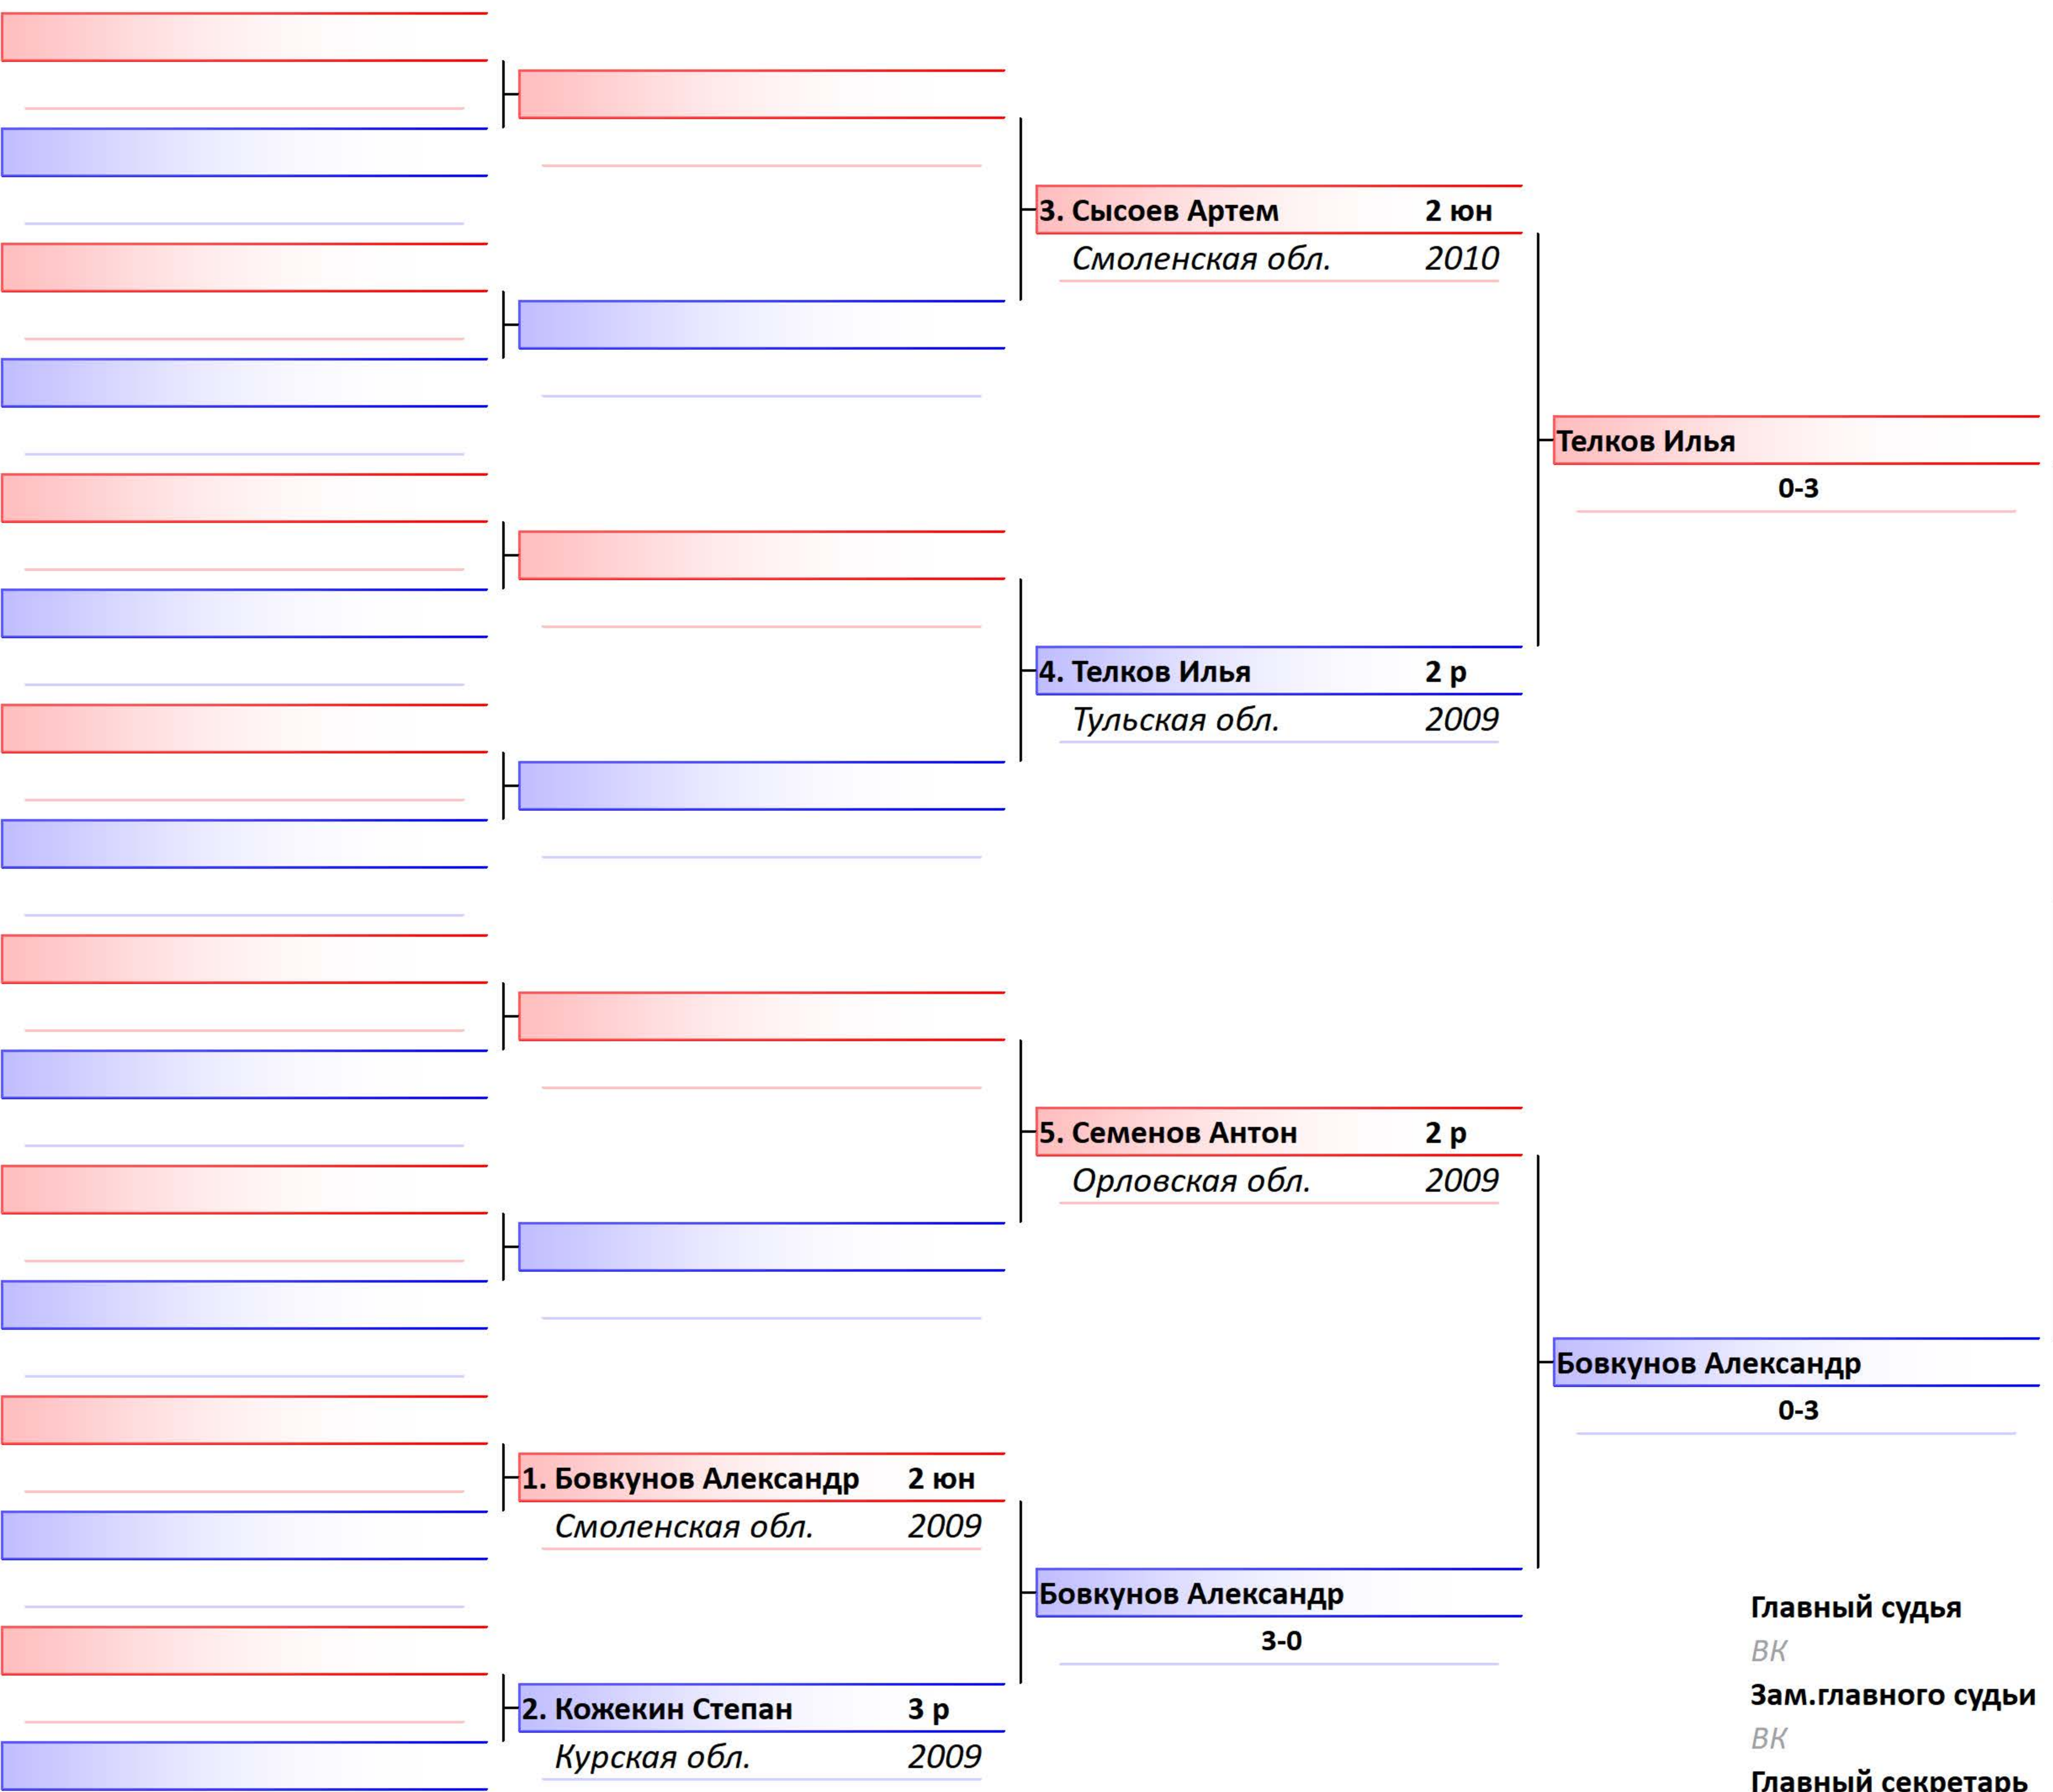 3. Сысоев Артем 2 юн
Смоленская обл. 2010
Телков Илья
0-3
4. Телков Илья 2 р
Тульская обл. 2009
5. Семенов Антон 2 р
Орловская обл. 2009
Бовкунов Александр
0-3
1. Бовкунов Александр 2 юн
Смоленская обл. 2009
Бовкунов Александр
3-0
2. Кожекин Степан 3 р
Курская обл. 2009
Главный судья
ВК
Зам.главного судьи
ВК
Главный секретарь